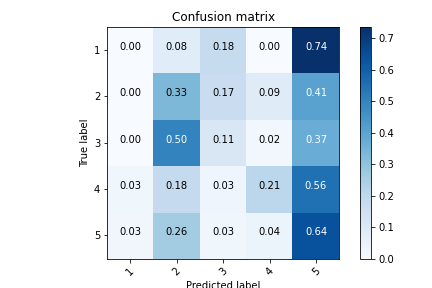 Confusion matrix
True label
1 0.00 0.08 0.18 0.00 0.74
2 0.00 0.33 0.17 0.09 0.41
3 0.00 0.50 0.11 0.02 0.37
4 0.03 0.18 0.03 0.21 0.56
5 0.03 0.26 0.03 0.04 0.64
1 2 3 4 5
Predicted label
0.7
0.6
0.5
0.4
0.3
0.2
0.1
0.0